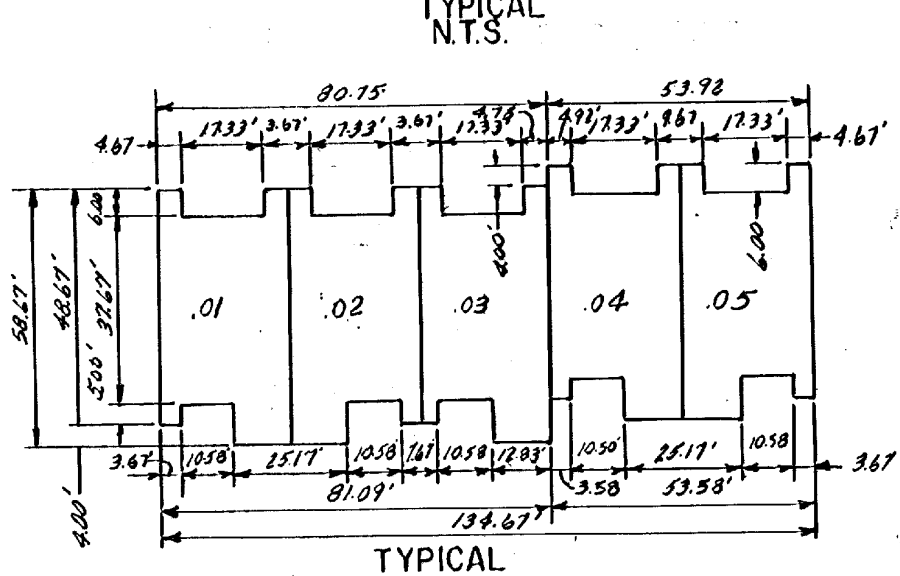 TYPICAL
N.T.S.
80.75 53.92
4.67 17.33' 3.67' 17.33' 3.67' 17.33' 4.75' 4.92' 17.33' 9.67 17.33' 4.67'
58.67' 48.67' 6.00 37.67' 5.00' 4.00' 6.00
.01 .02 .03 .04 .05
3.67' 10.58' 25.17' 10.58' 7.67' 10.58' 12.83' 3.58 10.50' 25.17' 10.58 3.67
81.09' 53.58'
4.00' 134.67'
TYPICAL